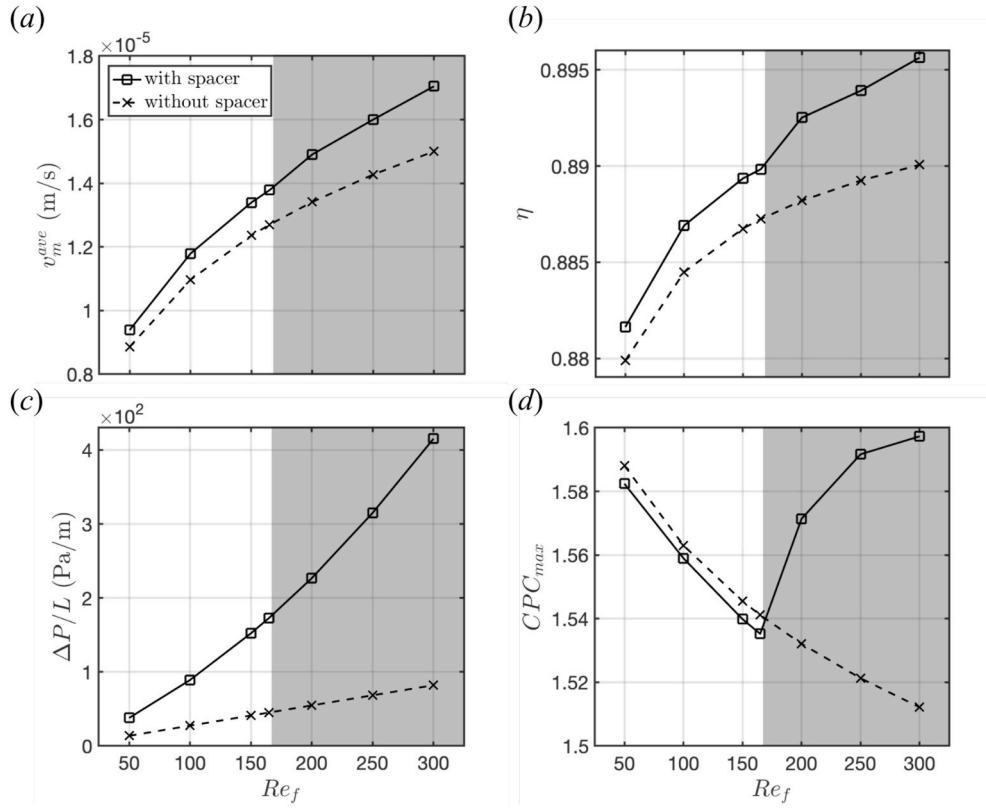 (a)
×10⁻⁵
1.8
1.6
1.4
1.2
1
0.8
v_m^{ave} (m/s)
with spacer
without spacer
(b)
0.895
0.89
0.885
0.88
η
(c)
×10²
4
3
2
1
0
ΔP/L (Pa/m)
50 100 150 200 250 300
Re_f
(d)
1.6
1.58
1.56
1.54
1.52
1.5
CPC_{max}
50 100 150 200 250 300
Re_f